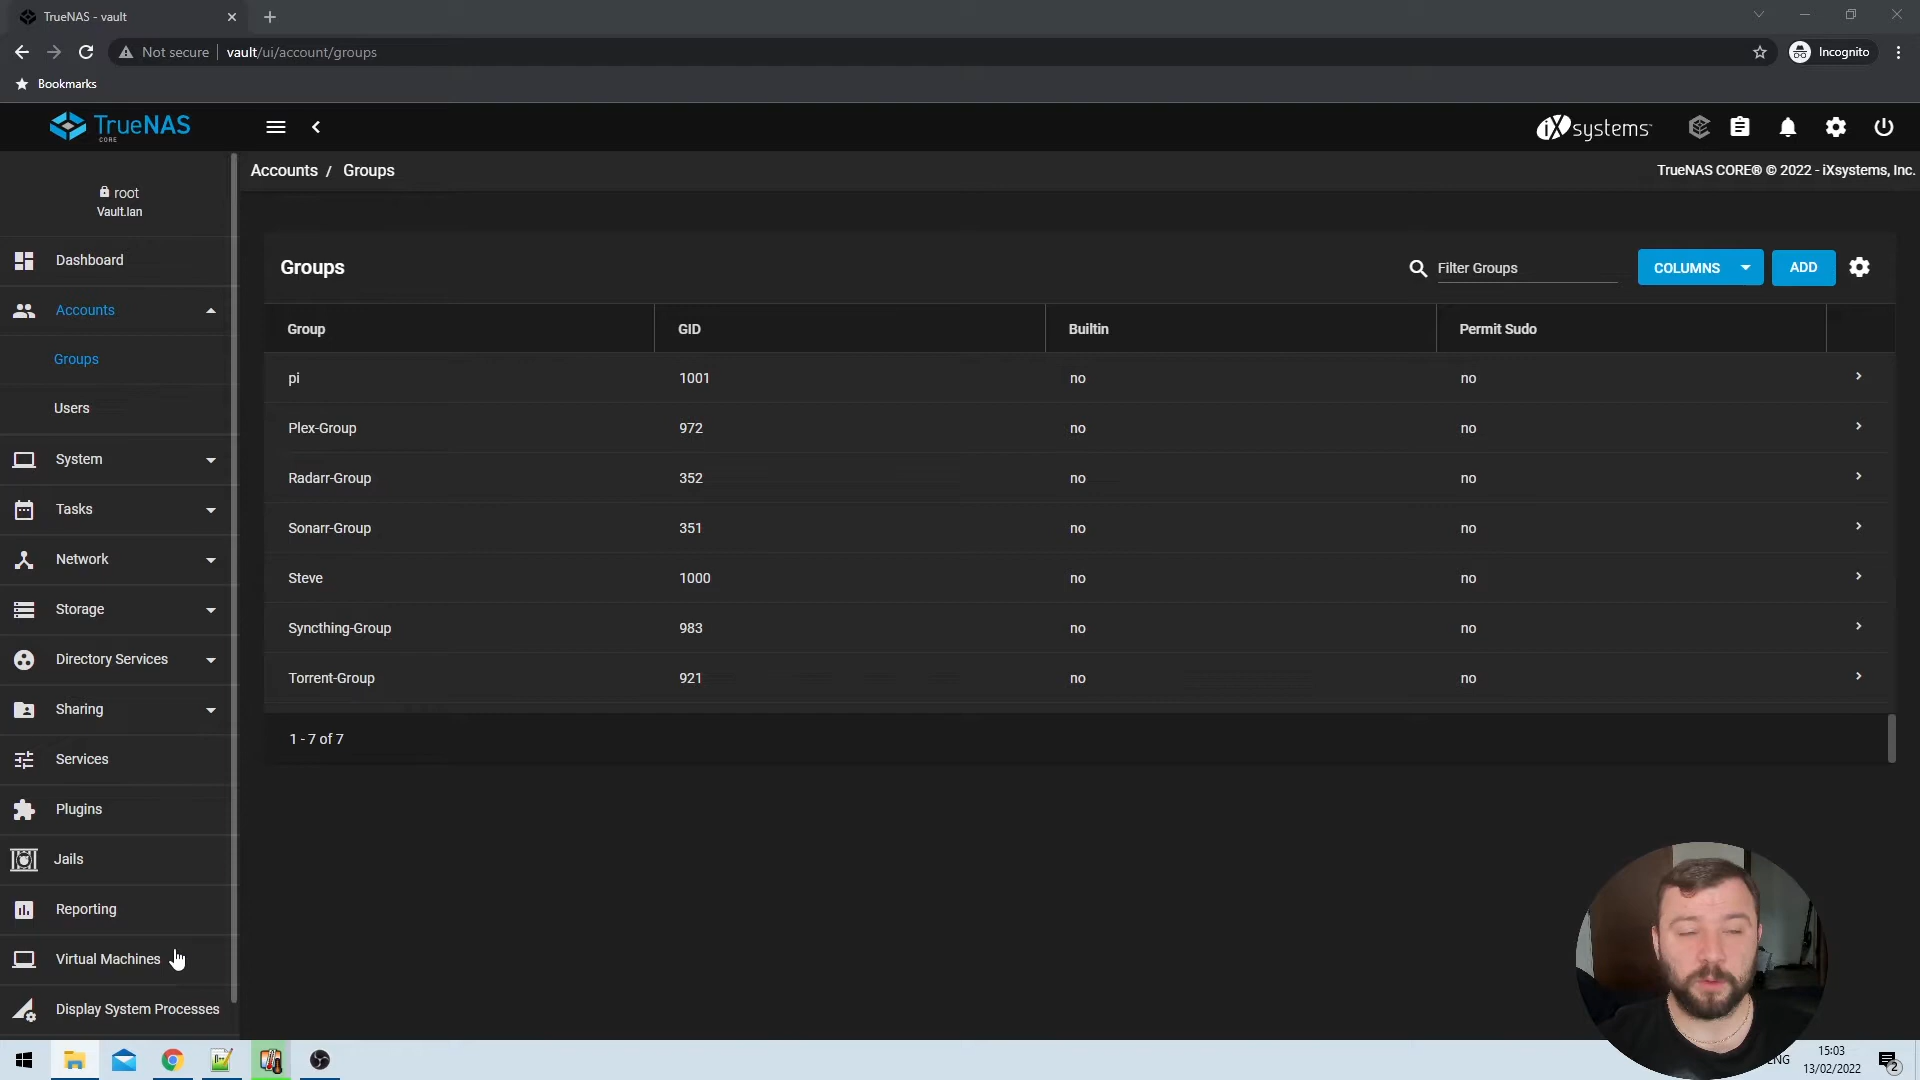 TrueNAS - vault
Not secure
vault/ui/account/groups
Incognito
Bookmarks
TrueNAS
CORE
iXsystems
root
Vault.lan
Accounts / Groups
TrueNAS CORE® © 2022 - iXsystems, Inc.
Dashboard
Accounts
Groups
Users
System
Tasks
Network
Storage
Directory Services
Sharing
Services
Plugins
Jails
Reporting
Virtual Machines
Display System Processes
Groups
Filter Groups
COLUMNS
ADD
Group GID Builtin Permit Sudo
pi 1001 no no
Plex-Group 972 no no
Radarr-Group 352 no no
Sonarr-Group 351 no no
Steve 1000 no no
Syncthing-Group 983 no no
Torrent-Group 921 no no
1 - 7 of 7
ENG
15:03
13/02/2022
2